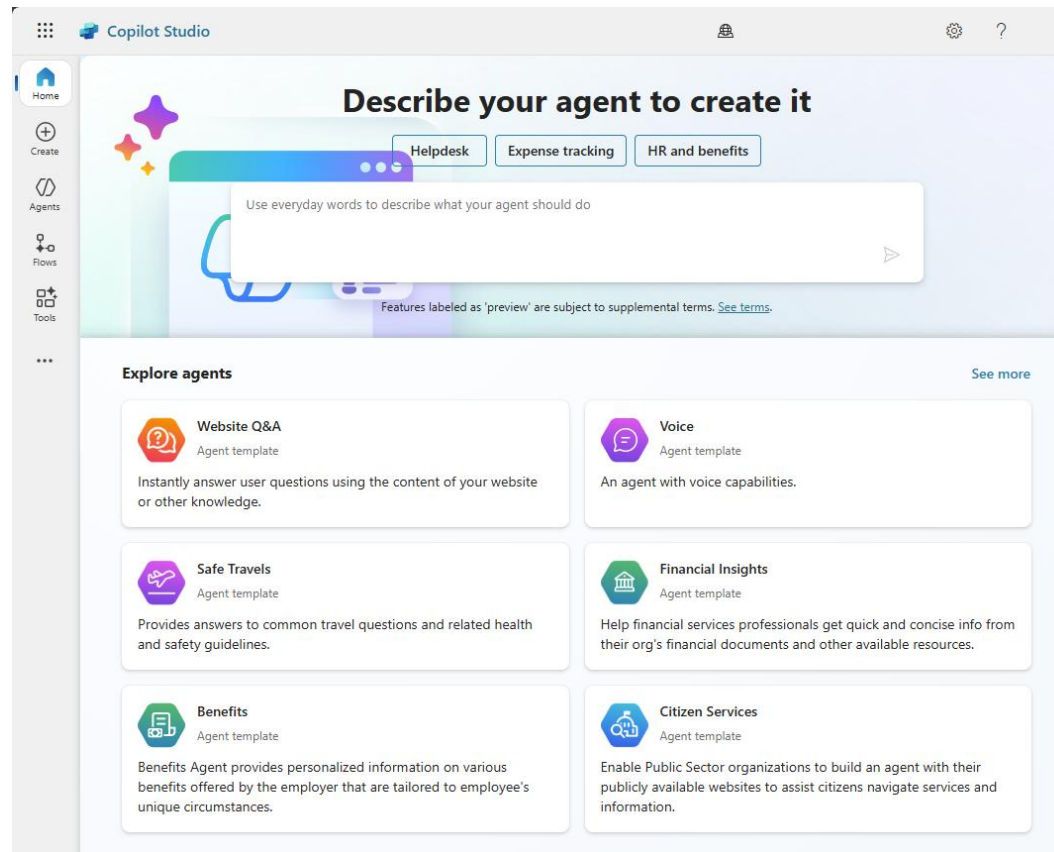 Copilot Studio
?
Home
Create
Agents
Flows
Tools
Describe your agent to create it
Helpdesk
Expense tracking
HR and benefits
Use everyday words to describe what your agent should do
Features labeled as 'preview' are subject to supplemental terms. See terms.
Explore agents
See more
Website Q&A
Agent template
Instantly answer user questions using the content of your website
or other knowledge.
Voice
Agent template
An agent with voice capabilities.
Safe Travels
Agent template
Provides answers to common travel questions and related health
and safety guidelines.
Financial Insights
Agent template
Help financial services professionals get quick and concise info from
their org's financial documents and other available resources.
Benefits
Agent template
Benefits Agent provides personalized information on various
benefits offered by the employer that are tailored to employee's
unique circumstances.
Citizen Services
Agent template
Enable Public Sector organizations to build an agent with their
publicly available websites to assist citizens navigate services and
information.